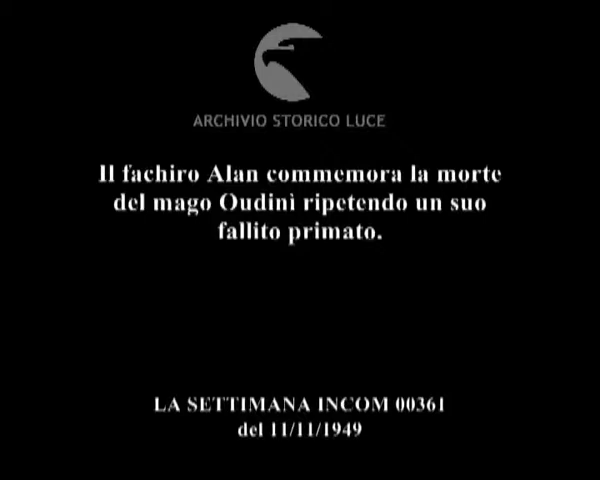 ARCHIVIO STORICO LUCE
Il fachiro Alan commemora la morte
del mago Oudinì ripetendo un suo
fallito primato.
LA SETTIMANA INCOM 00361
del 11/11/1949